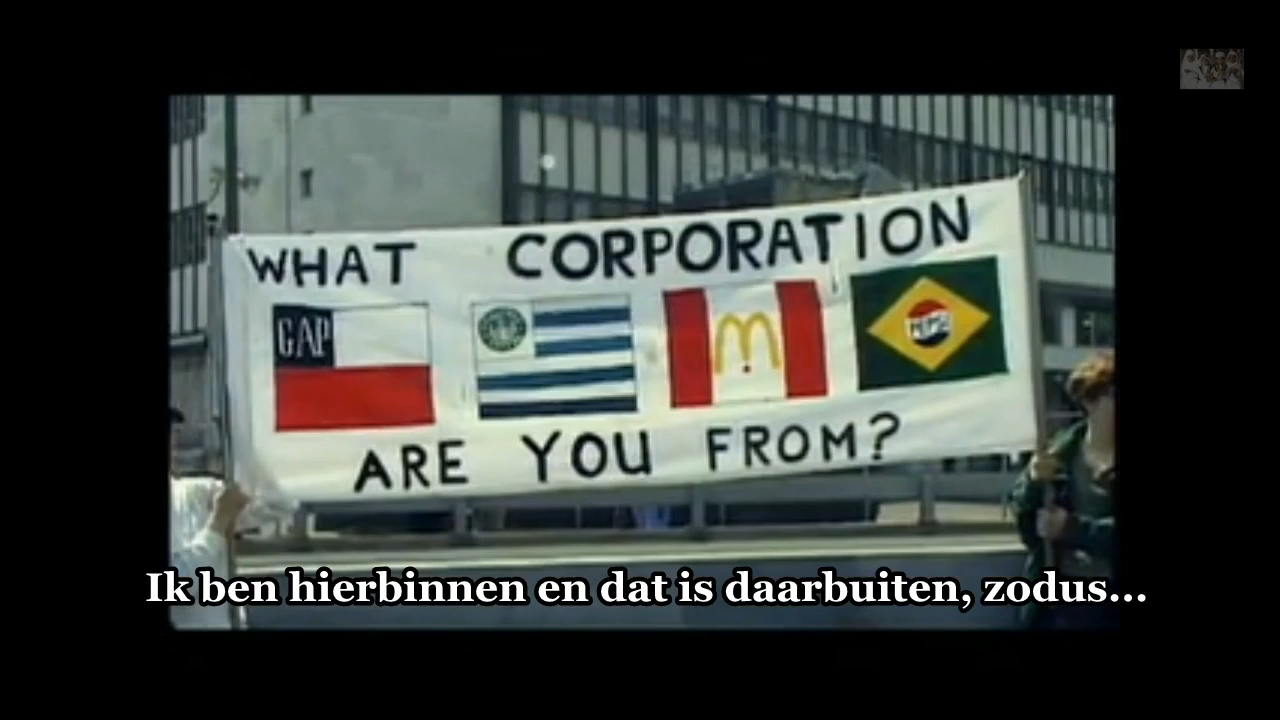 WHAT CORPORATION
GAP
PEPSI
ARE YOU FROM?
Ik ben hierbinnen en dat is daarbuiten, zodus...